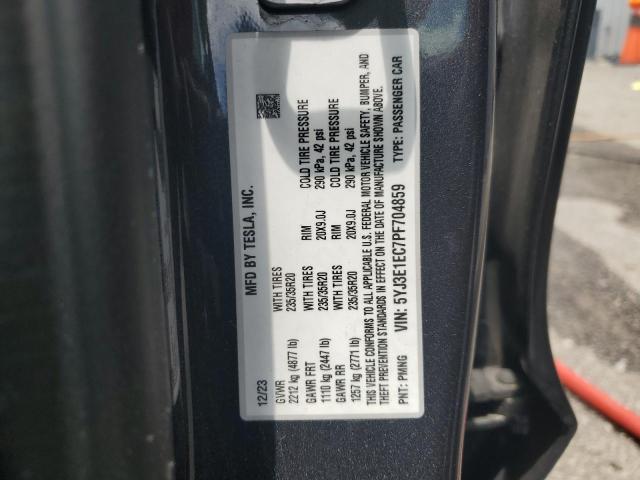 MFD BY TESLA, INC.
12/23
GVWR WITH TIRES RIM COLD TIRE PRESSURE
2212 kg (4877 lb) 235/35R20 20X9.0J 290 kPa, 42 psi
GAWR FRT WITH TIRES RIM COLD TIRE PRESSURE
1110 kg (2447 lb) 235/35R20 20X9.0J 290 kPa, 42 psi
GAWR RR
1257 kg (2771 lb)
THIS VEHICLE CONFORMS TO ALL APPLICABLE U.S. FEDERAL MOTOR VEHICLE SAFETY, BUMPER, AND
THEFT PREVENTION STANDARDS IN EFFECT ON THE DATE OF MANUFACTURE SHOWN ABOVE.
VIN: 5YJ3E1EC7PF704859
PNT: PMNG TYPE: PASSENGER CAR